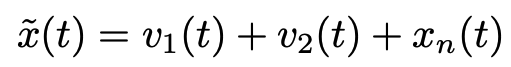 x̃(t) = v₁(t) + v₂(t) + xₙ(t)